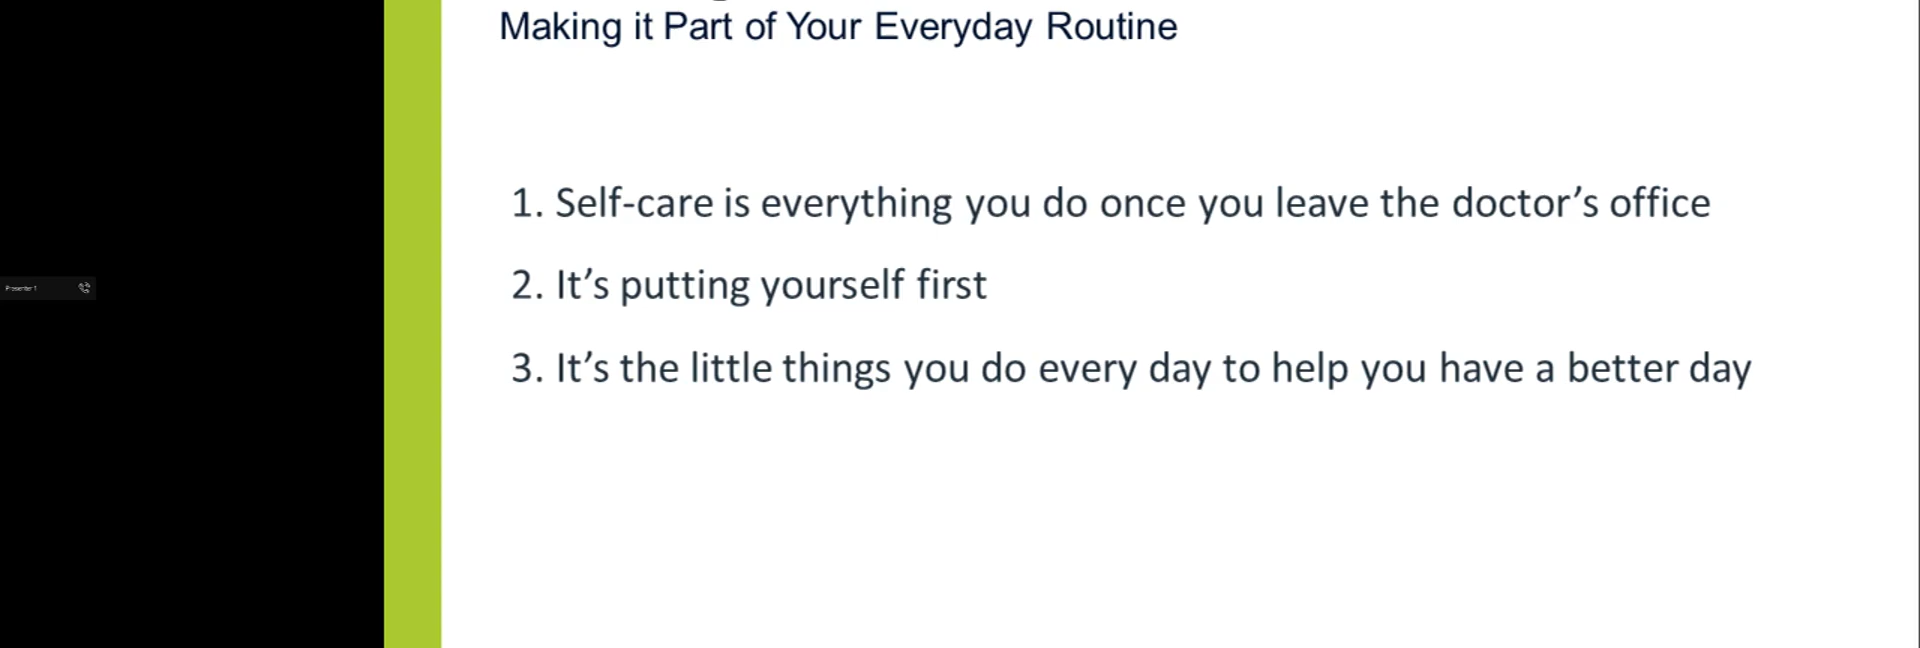 Making it Part of Your Everyday Routine
1. Self-care is everything you do once you leave the doctor’s office
2. It’s putting yourself first
3. It’s the little things you do every day to help you have a better day
Presenter 1